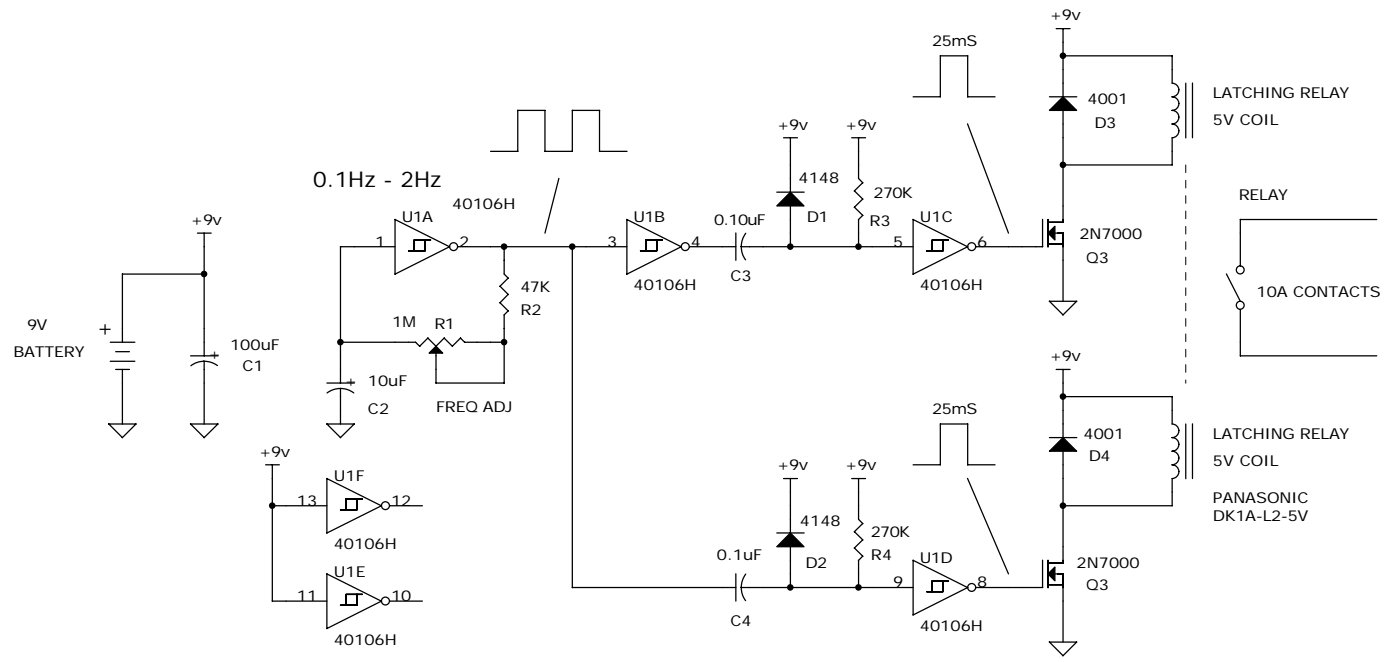 +9v
25mS
4001
D3
LATCHING RELAY
5V COIL
+9v
+9v
0.1Hz - 2Hz
4148
D1
270K
R3
RELAY
+9v
U1A
40106H
1
2
U1B
3
4
40106H
0.10uF
C3
U1C
5
6
40106H
2N7000
Q3
47K
R2
10A CONTACTS
9V
BATTERY
+
+
100uF
C1
1M
R1
+
10uF
C2
FREQ ADJ
+9v
25mS
4001
D4
LATCHING RELAY
5V COIL
PANASONIC
DK1A-L2-5V
+9v
U1F
13
12
40106H
+9v
+9v
4148
D2
270K
R4
U1E
11
10
40106H
0.1uF
C4
U1D
9
8
40106H
2N7000
Q3